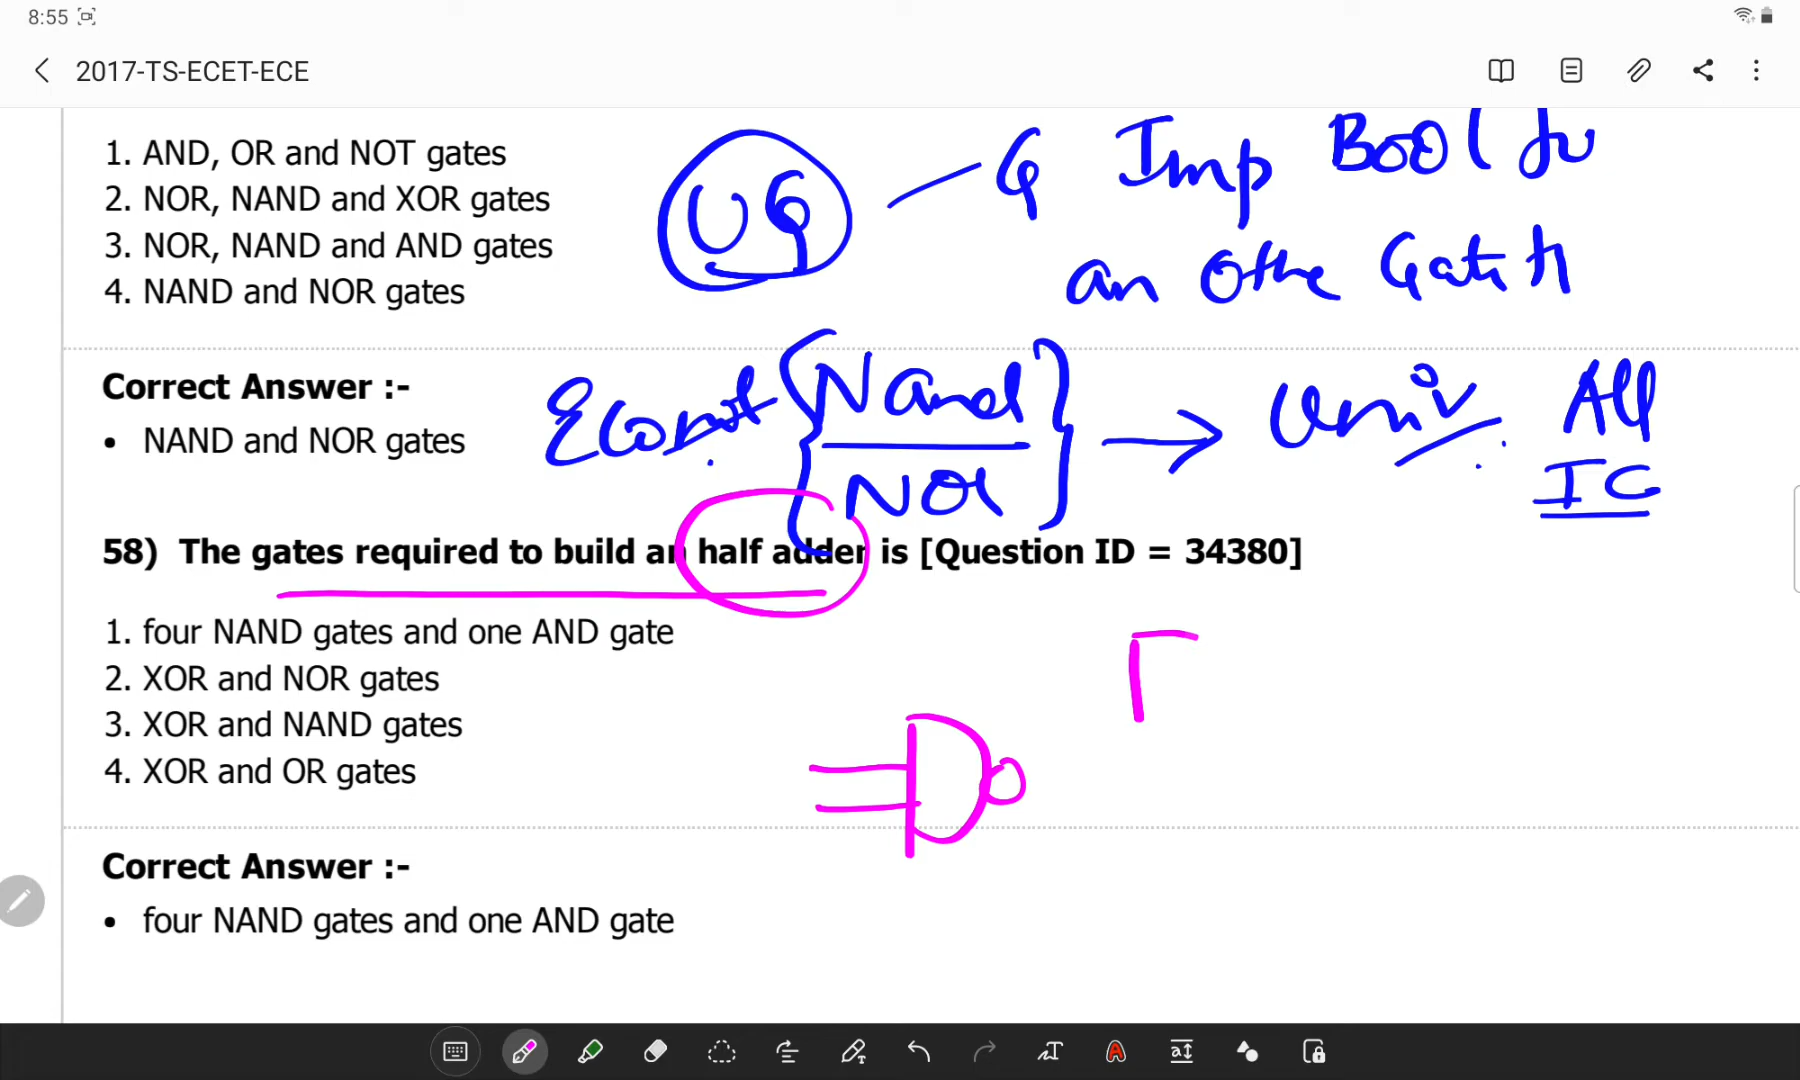 8:55
2017-TS-ECET-ECE
1. AND, OR and NOT gates
2. NOR, NAND and XOR gates
3. NOR, NAND and AND gates
4. NAND and NOR gates
UG — G Imp Bool fu
an Othe Gate
Correct Answer :-
• NAND and NOR gates
Nand
NOR
→ Univ. All
IC
58) The gates required to build an half adder is [Question ID = 34380]
1. four NAND gates and one AND gate
2. XOR and NOR gates
3. XOR and NAND gates
4. XOR and OR gates
Correct Answer :-
• four NAND gates and one AND gate